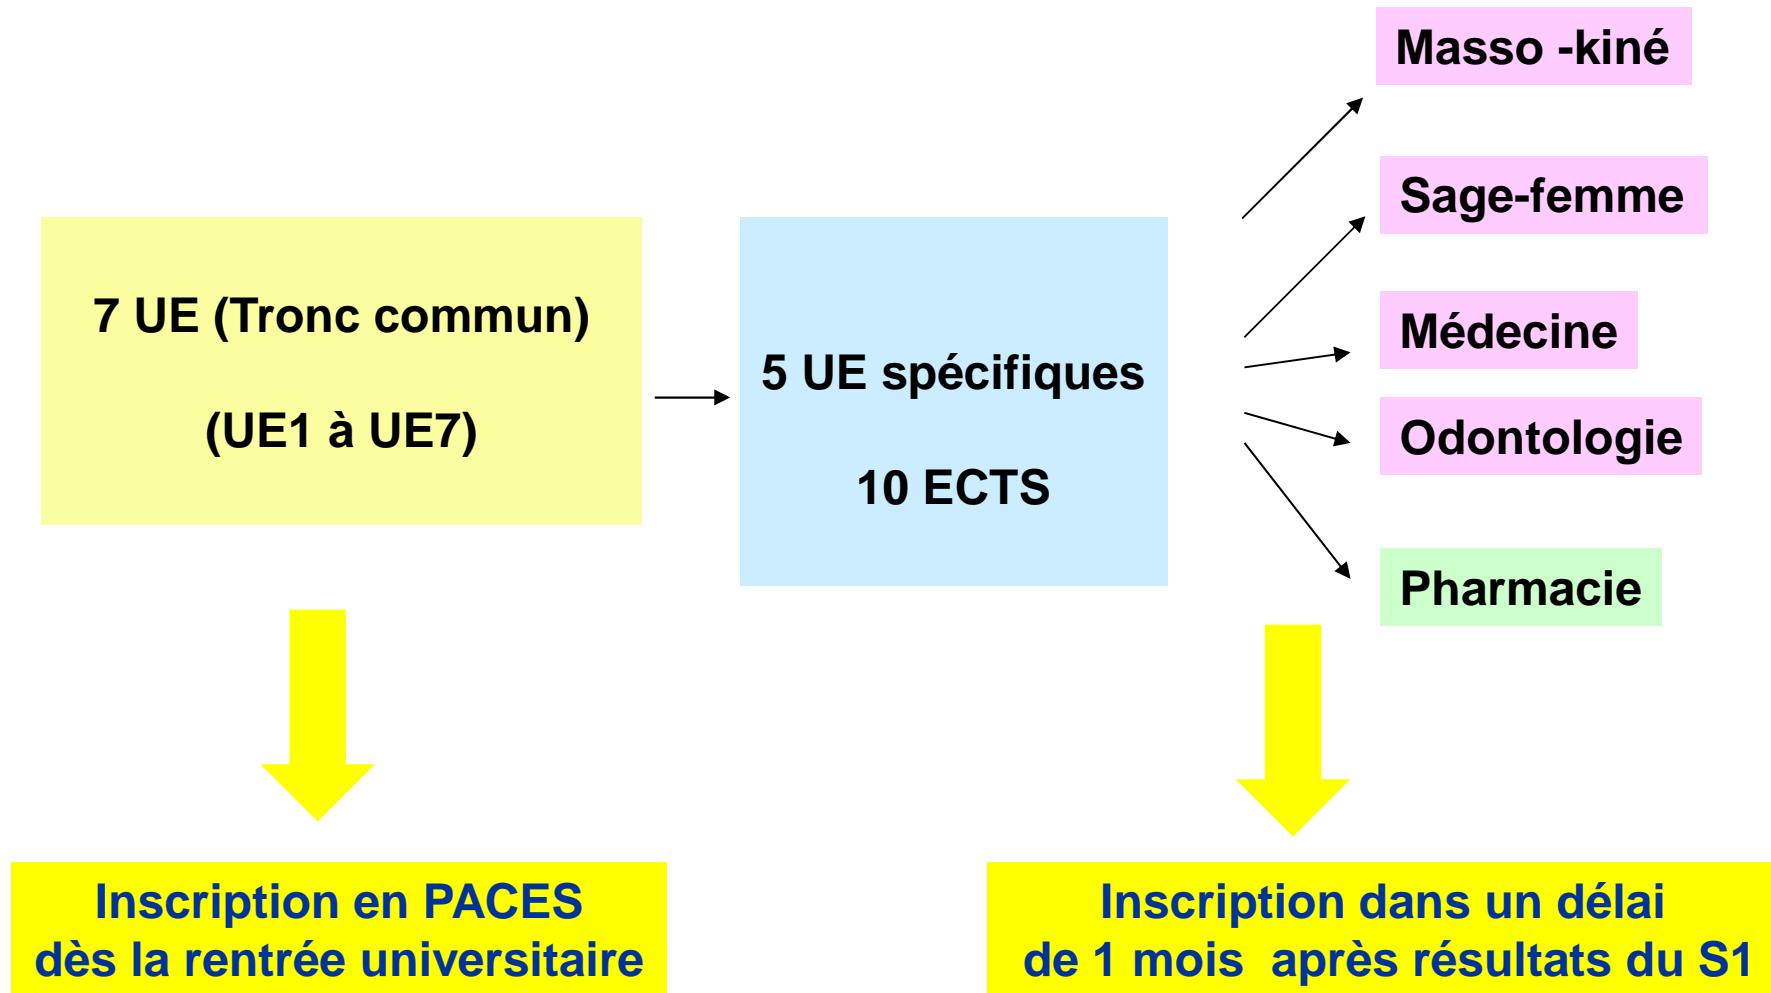 7 UE (Tronc commun)
(UE1 à UE7)
5 UE spécifiques
10 ECTS
Masso -kiné
Sage-femme
Médecine
Odontologie
Pharmacie
Inscription en PACES
dès la rentrée universitaire
Inscription dans un délai
de 1 mois  après résultats du S1